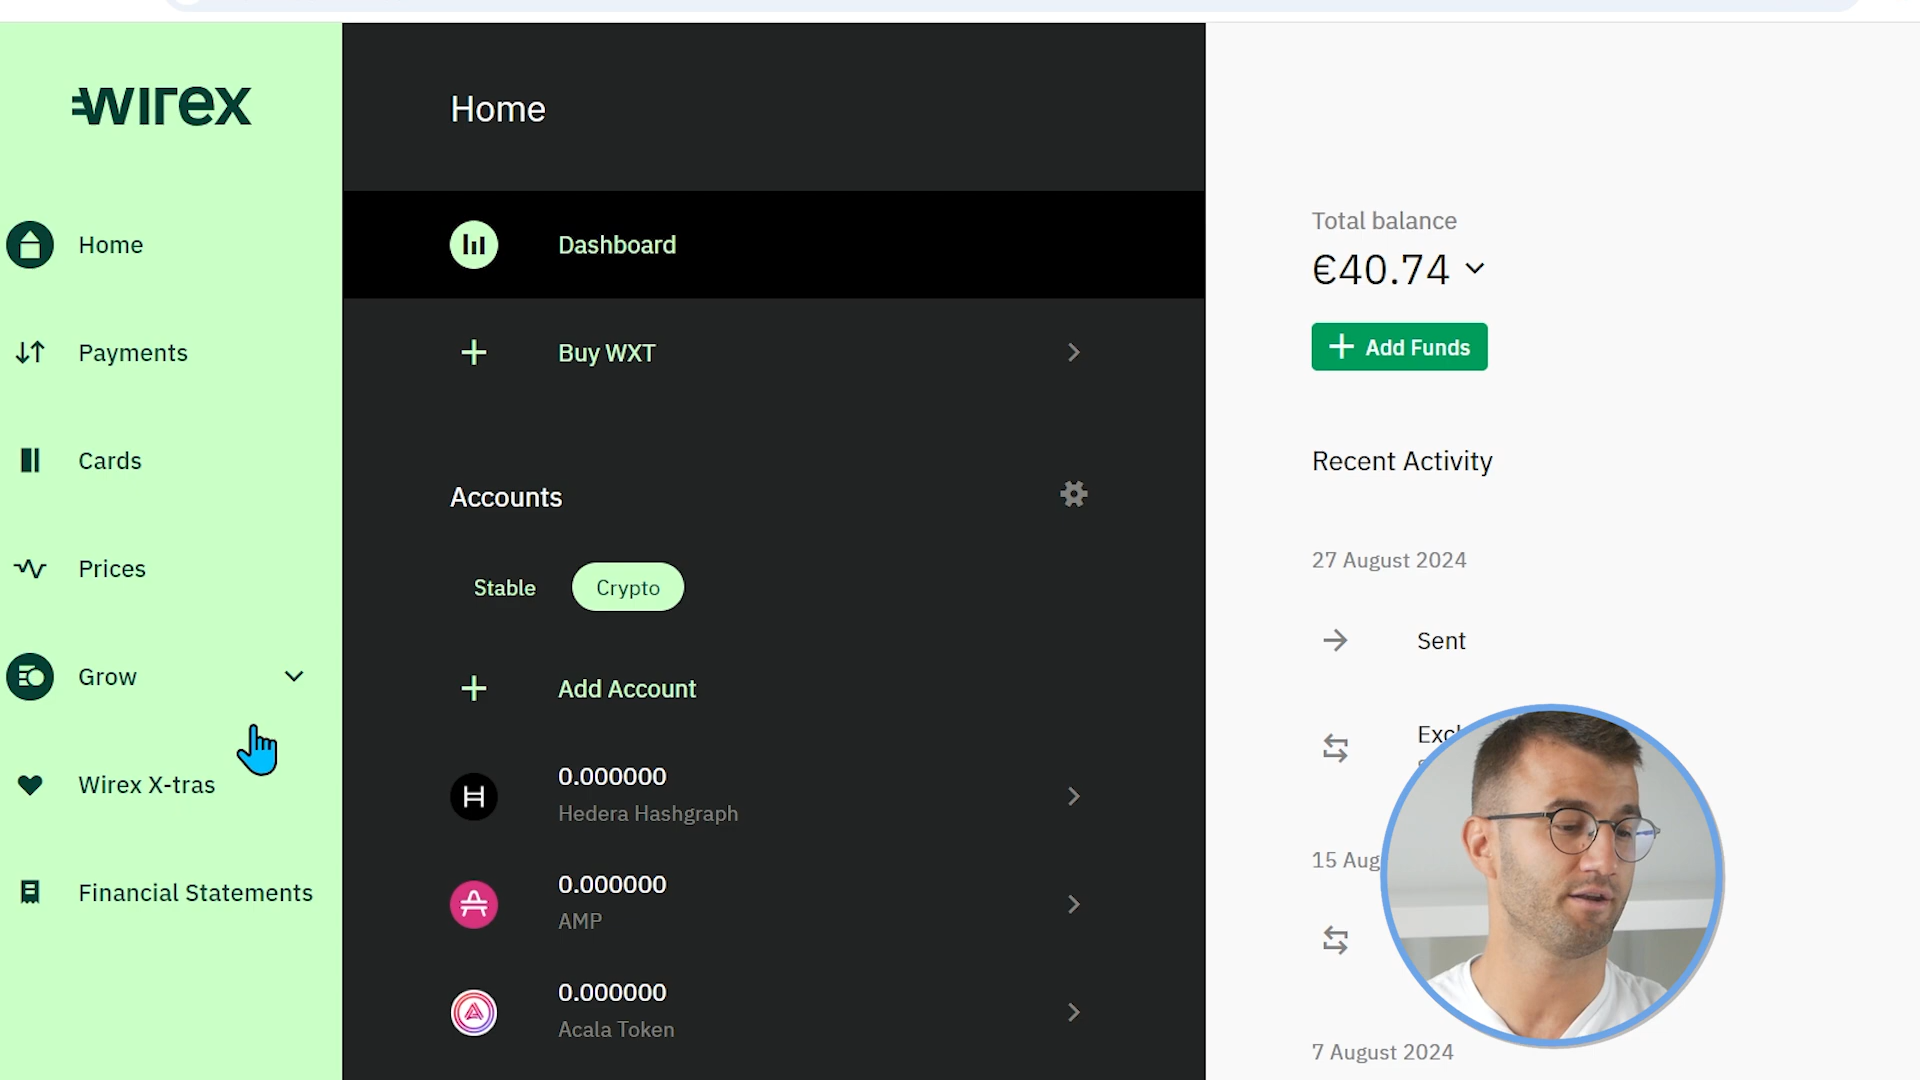 wirex
Home
Payments
Cards
Prices
Grow
Wirex X-tras
Financial Statements
Home
Dashboard
Buy WXT
Accounts
Stable
Crypto
Add Account
0.000000
Hedera Hashgraph
0.000000
AMP
0.000000
Acala Token
Total balance
€40.74
Add Funds
Recent Activity
27 August 2024
Sent
15 Aug
7 August 2024